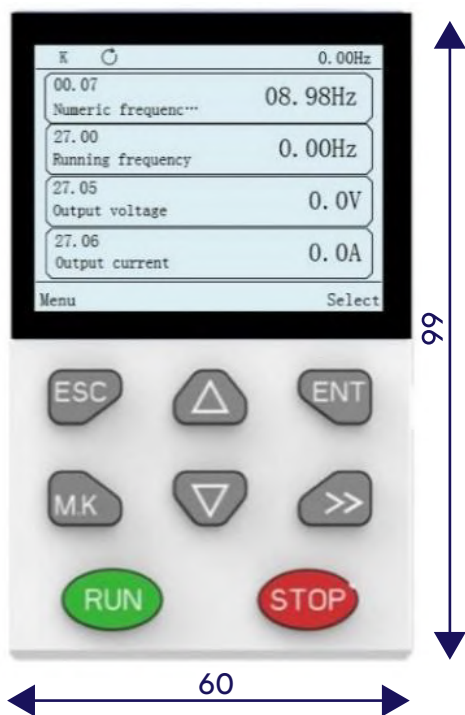 K 0.00Hz
00.07
Numeric frequenc… 08.98Hz
27.00
Running frequency 0.00Hz
27.05
Output voltage 0.0V
27.06
Output current 0.0A
Menu Select
99
ESC ENT
M.K >>
RUN STOP
60